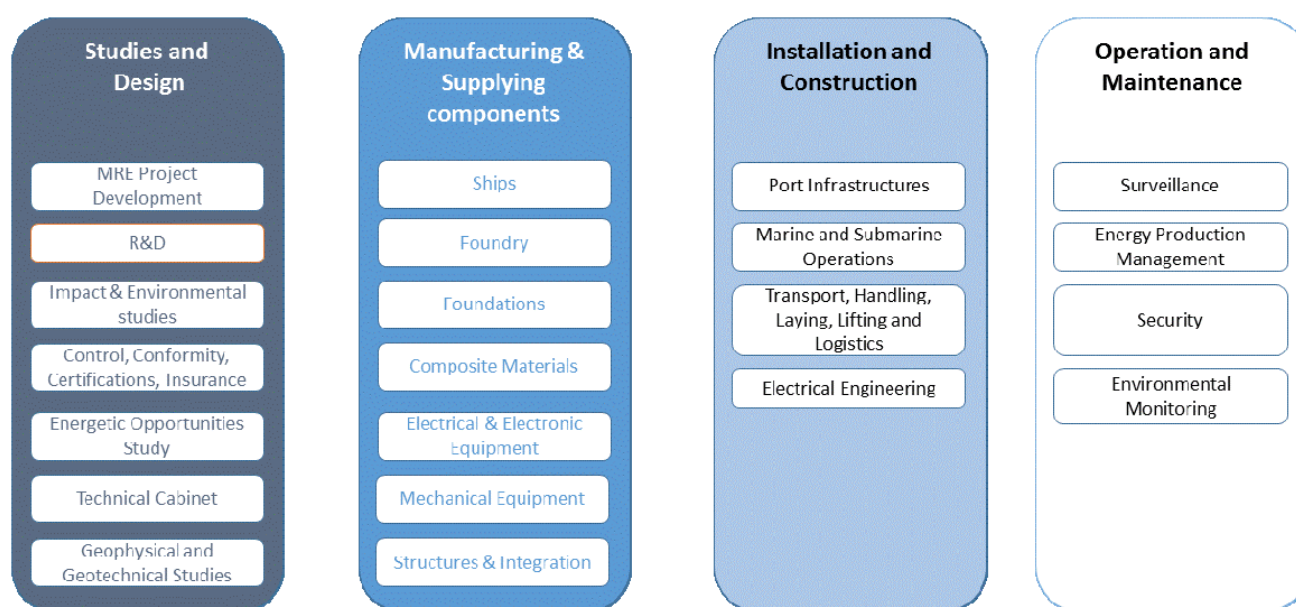 Studies and
Design
MRE Project
Development
R&D
Impact & Environmental
studies
Control, Conformity,
Certifications, Insurance
Energetic Opportunities
Study
Technical Cabinet
Geophysical and
Geotechnical Studies
Manufacturing &
Supplying
components
Ships
Foundry
Foundations
Composite Materials
Electrical & Electronic
Equipment
Mechanical Equipment
Structures & Integration
Installation and
Construction
Port Infrastructures
Marine and Submarine
Operations
Transport, Handling,
Laying, Lifting and
Logistics
Electrical Engineering
Operation and
Maintenance
Surveillance
Energy Production
Management
Security
Environmental
Monitoring